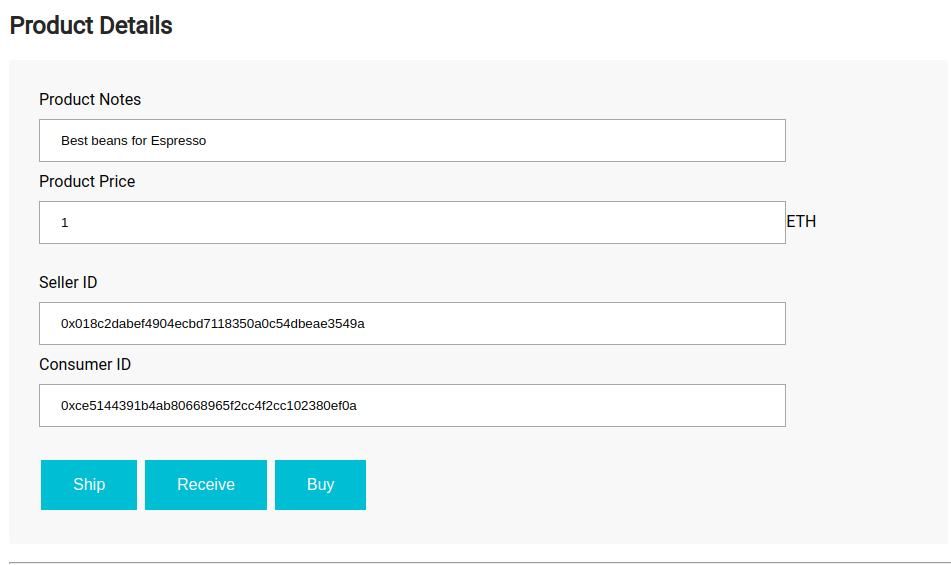 Product Details
Product Notes
Best beans for Espresso
Product Price
1 ETH
Seller ID
0x018c2dabef4904ecbd7118350a0c54dbeae3549a
Consumer ID
0xce5144391b4ab80668965f2cc4f2cc102380ef0a
Ship Receive Buy